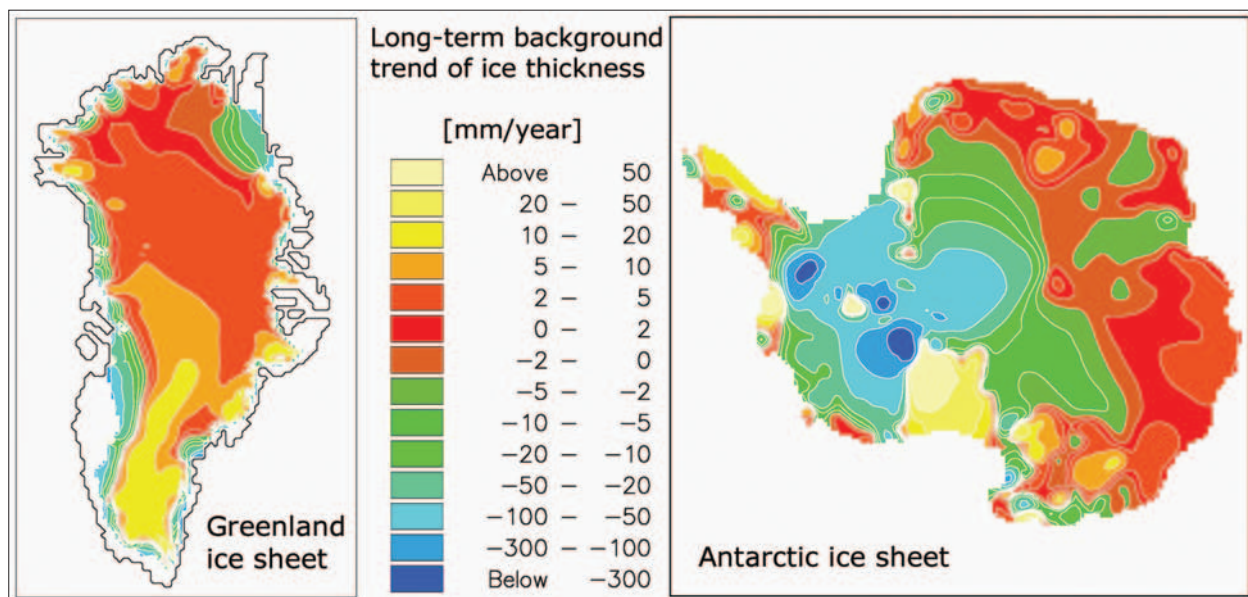 Long-term background
trend of ice thickness
[mm/year]
Above 50
20 – 50
10 – 20
5 – 10
2 – 5
0 – 2
−2 – 0
−5 – −2
−10 – −5
−20 – −10
−50 – −20
−100 – −50
−300 – −100
Below −300
Greenland
ice sheet
Antarctic ice sheet